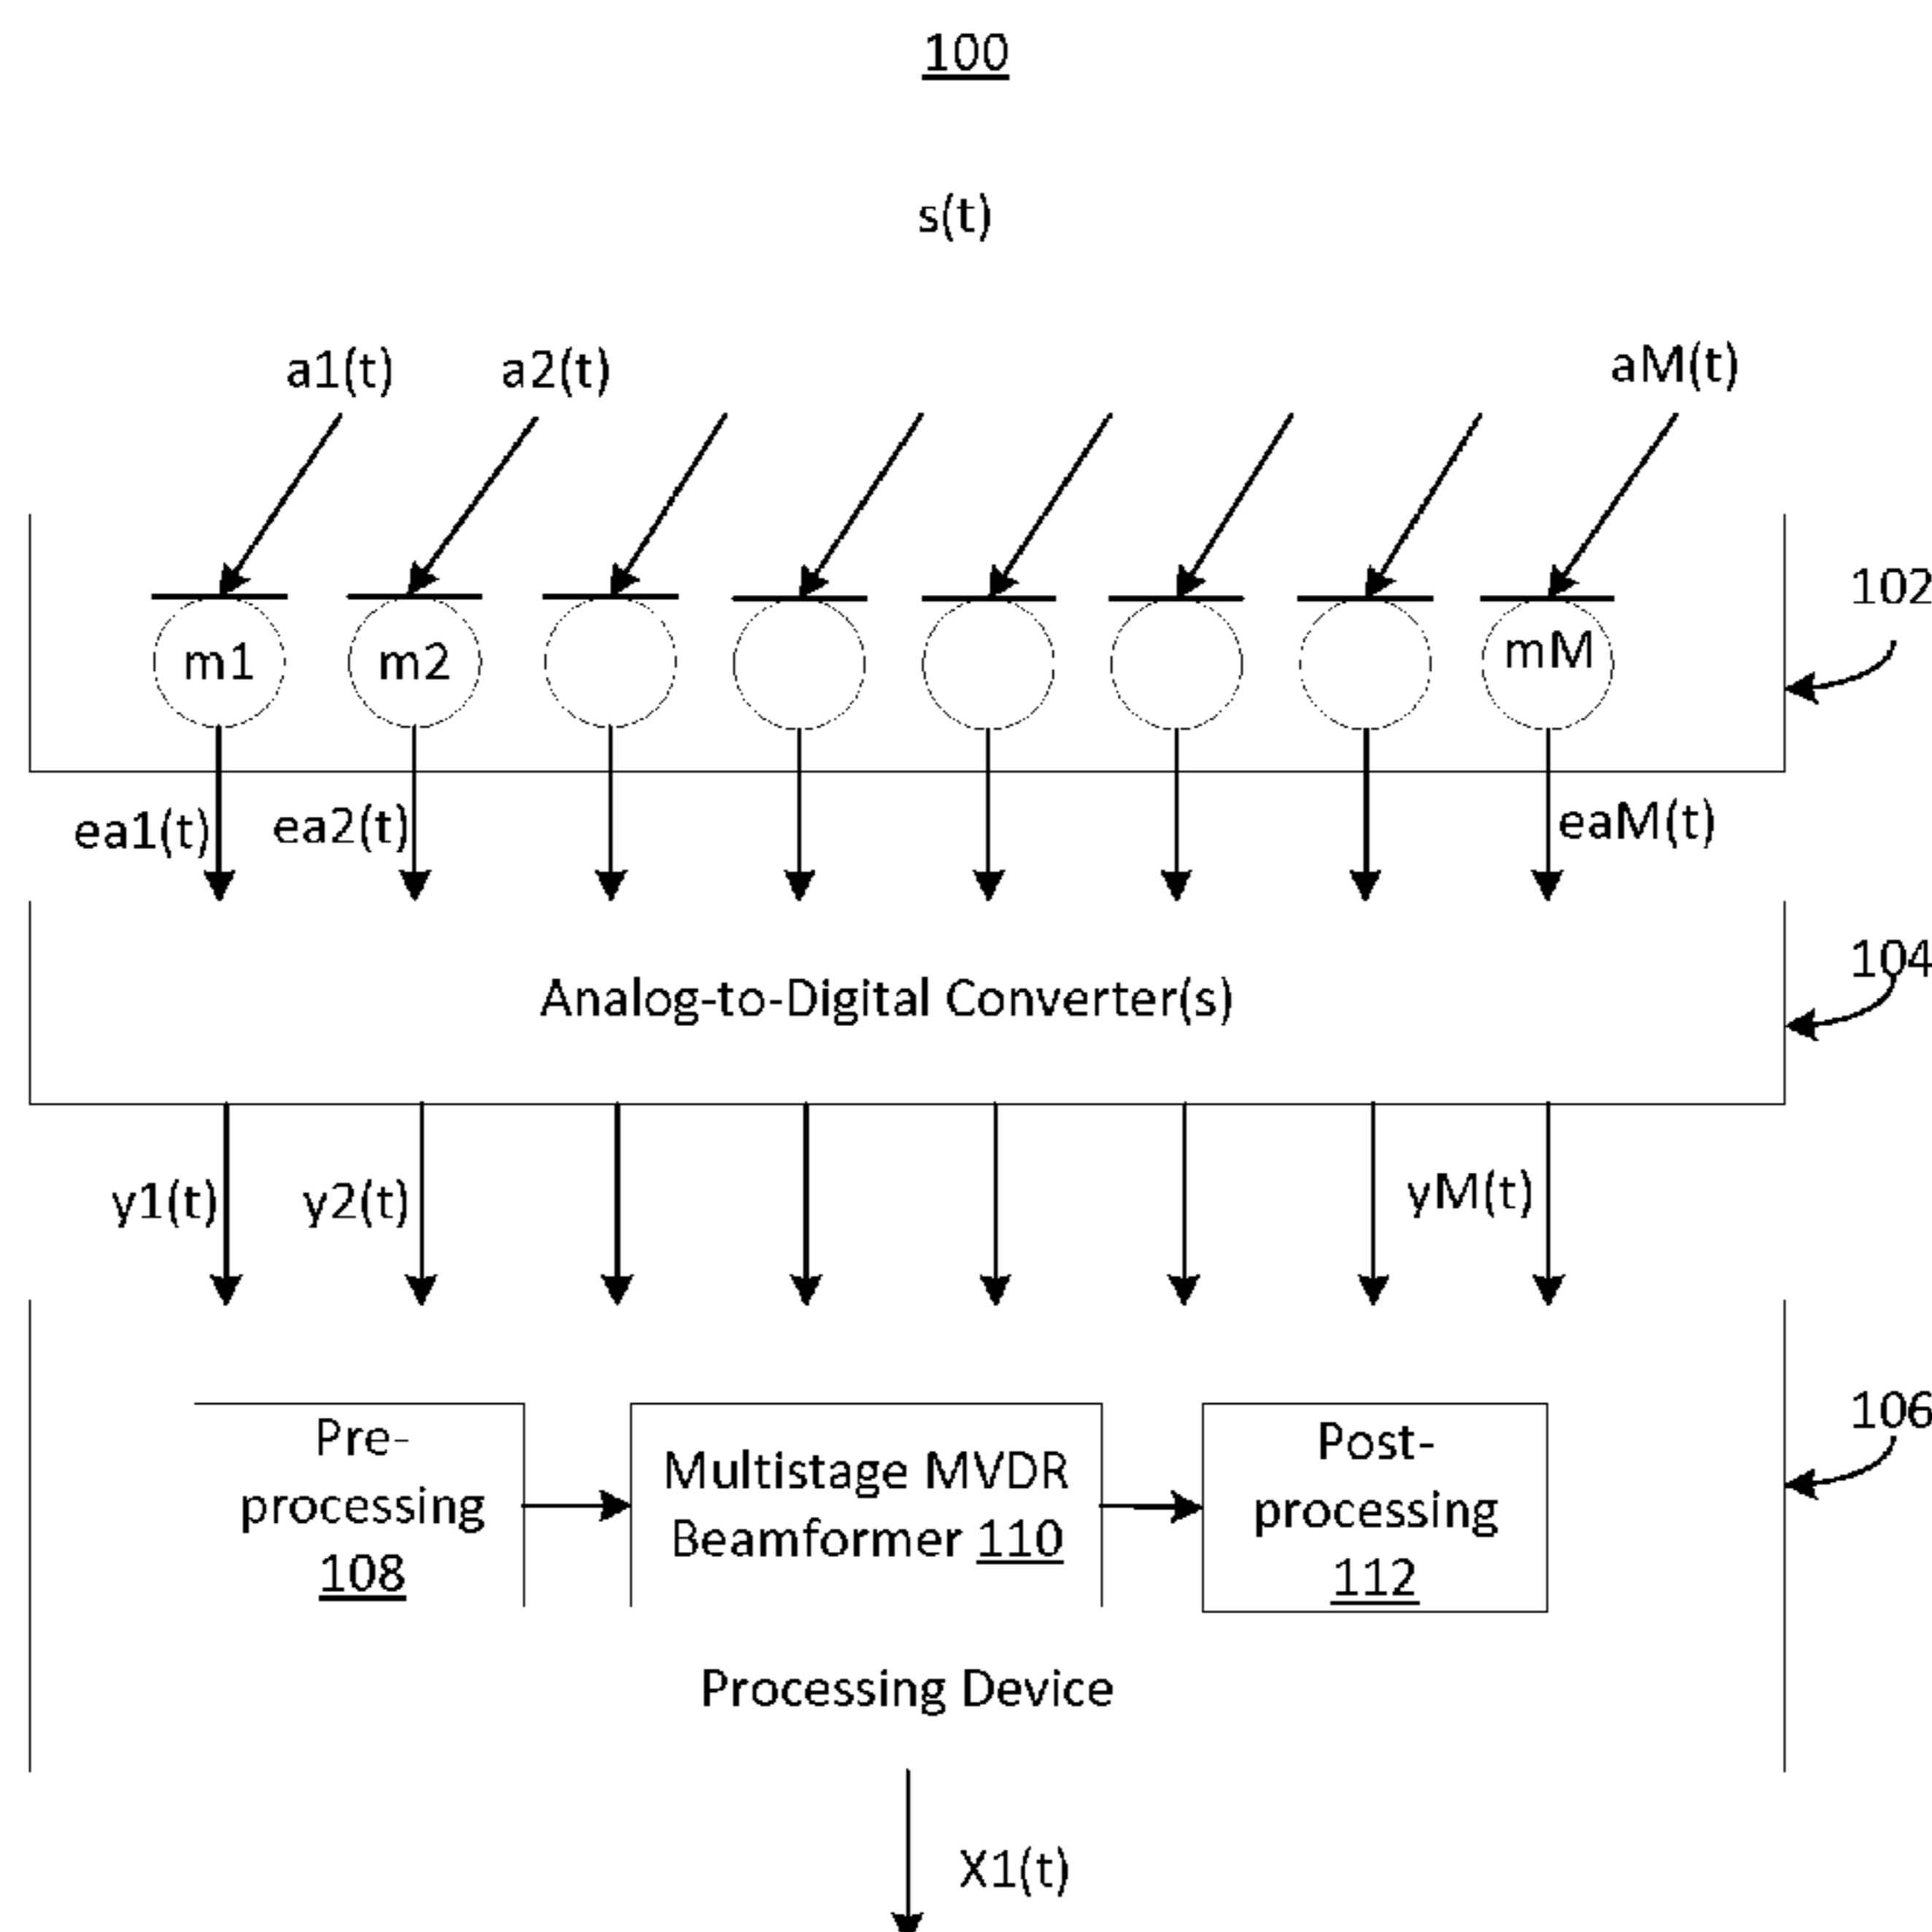 100
s(t)
a1(t) a2(t) aM(t)
102
m1 m2 mM
ea1(t) ea2(t) eaM(t)
104
Analog-to-Digital Converter(s)
y1(t) y2(t) yM(t)
106
Pre-
processing
108
Multistage MVDR
Beamformer 110
Post-
processing
112
Processing Device
X1(t)